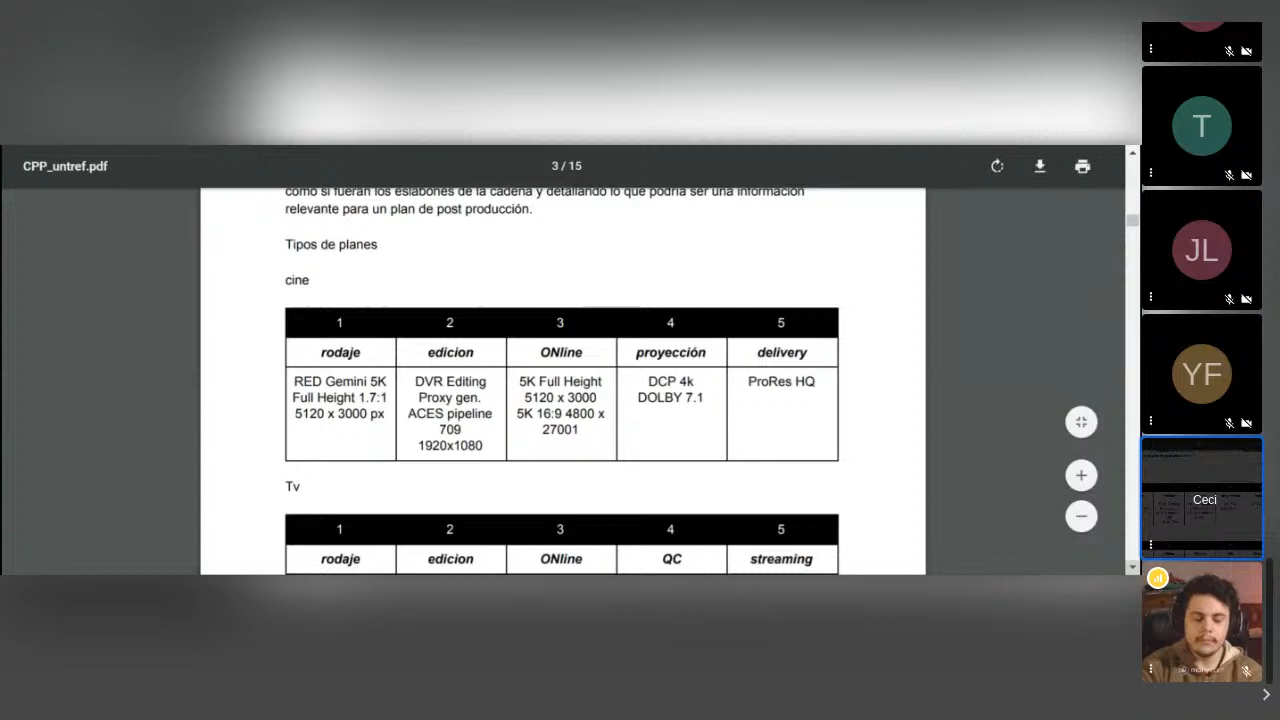 CPP_untref.pdf
3 / 15
como si fueran los eslabones de la cadena y detallando lo que podría ser una información
relevante para un plan de post producción.
Tipos de planes
cine
1 2 3 4 5
rodaje edicion ONline proyección delivery
RED Gemini 5K DVR Editing 5K Full Height DCP 4k ProRes HQ
Full Height 1.7:1 Proxy gen. 5120 x 3000 DOLBY 7.1
5120 x 3000 px ACES pipeline 5K 16:9 4800 x
709 27001
1920x1080
Tv
1 2 3 4 5
rodaje edicion ONline QC streaming
T
JL
YF
Ceci